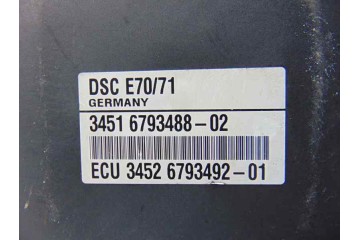 DSC E70/71
GERMANY
3451 6793488-02
ECU 3452 6793492-01